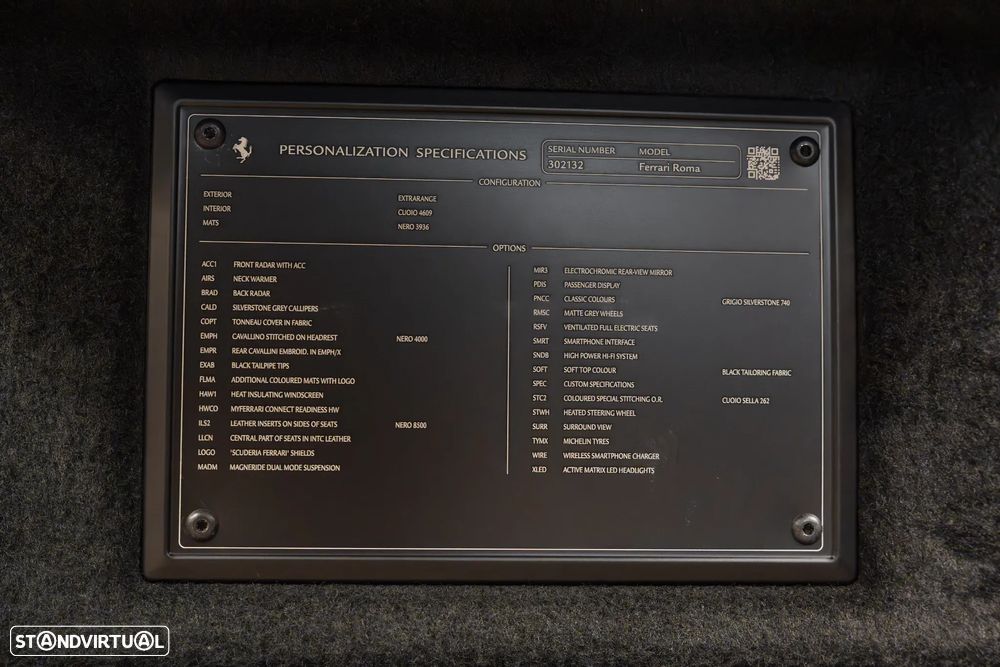 PERSONALIZATION SPECIFICATIONS
SERIAL NUMBER MODEL
302132 Ferrari Roma
CONFIGURATION
EXTERIOR EXTRARANGE
INTERIOR CUOIO 4609
MATS NERO 3936
OPTIONS
ACC1 FRONT RADAR WITH ACC
AIRS NECK WARMER
BRAD BACK RADAR
CALD SILVERSTONE GREY CALLIPERS
COPT TONNEAU COVER IN FABRIC
EMPH CAVALLINO STITCHED ON HEADREST NERO 4000
EMPR REAR CAVALLINI EMBROID. IN EMPH/X
EXAB BLACK TAILPIPE TIPS
FLMA ADDITIONAL COLOURED MATS WITH LOGO
HAW1 HEAT INSULATING WINDSCREEN
HWCO MYFERRARI CONNECT READINESS HW
ILS2 LEATHER INSERTS ON SIDES OF SEATS NERO 8500
LLCN CENTRAL PART OF SEATS IN INTC LEATHER
LOGO 'SCUDERIA FERRARI' SHIELDS
MADM MAGNERIDE DUAL MODE SUSPENSION
MIR3 ELECTROCHROMIC REAR-VIEW MIRROR
PDIS PASSENGER DISPLAY
PNCC CLASSIC COLOURS GRIGIO SILVERSTONE 740
RMSC MATTE GREY WHEELS
RSFV VENTILATED FULL ELECTRIC SEATS
SMRT SMARTPHONE INTERFACE
SNDB HIGH POWER HI-FI SYSTEM
SOFT SOFT TOP COLOUR BLACK TAILORING FABRIC
SPEC CUSTOM SPECIFICATIONS
STC2 COLOURED SPECIAL STITCHING O.R. CUOIO SELLA 262
STWH HEATED STEERING WHEEL
SURR SURROUND VIEW
TYMX MICHELIN TYRES
WIRE WIRELESS SMARTPHONE CHARGER
XLED ACTIVE MATRIX LED HEADLIGHTS
STANDVIRTUAL